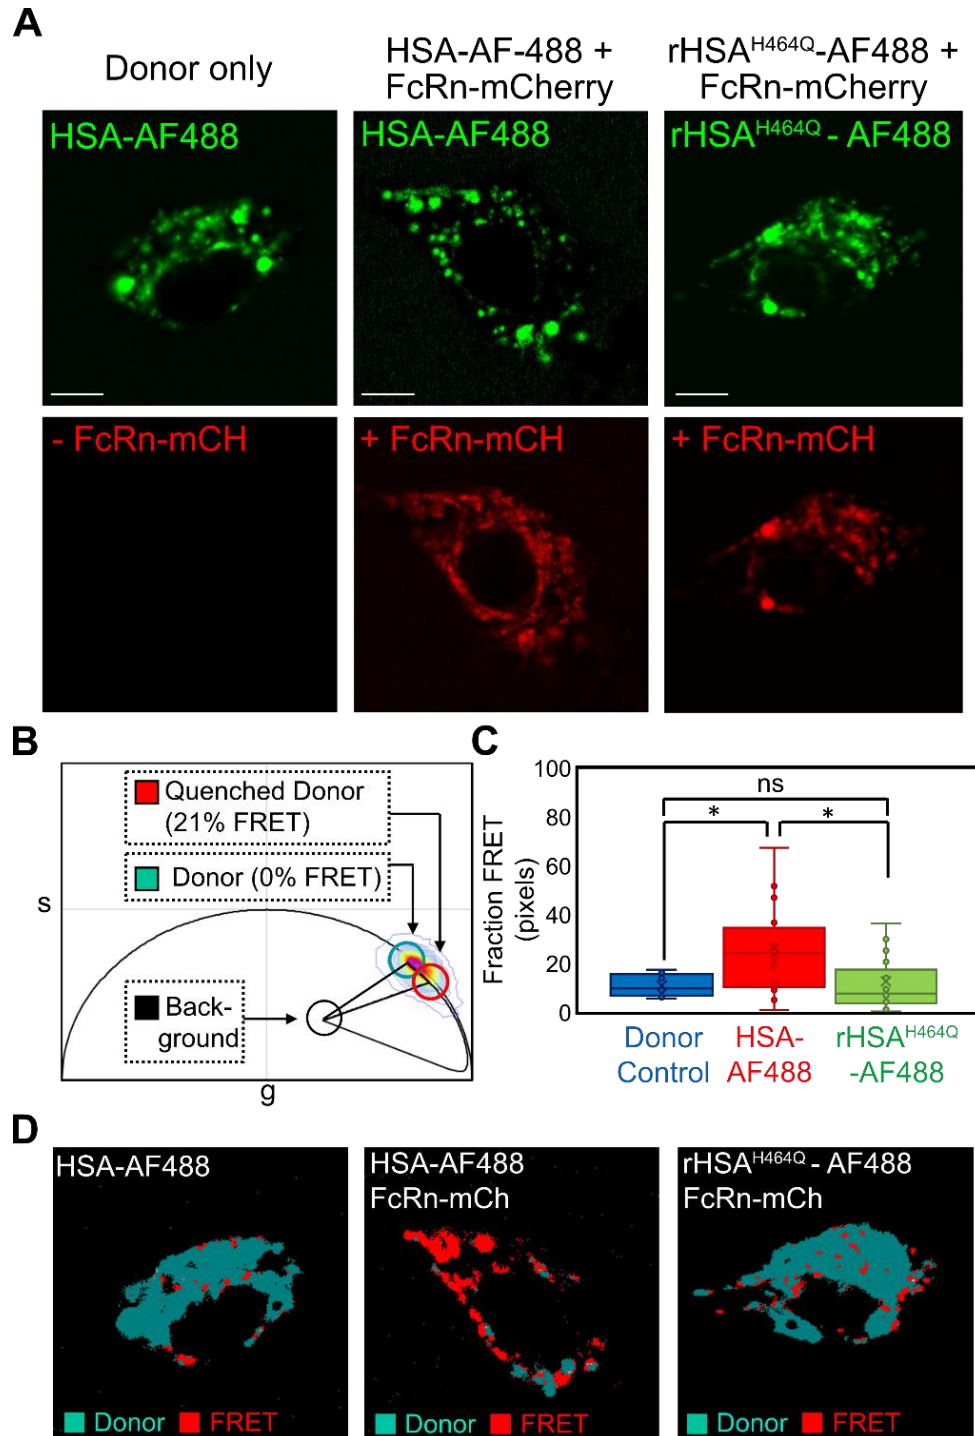 A
Donor only
HSA-AF-488 +
FcRn-mCherry
rHSAᴴ⁴⁶⁴Q-AF488 +
FcRn-mCherry
HSA-AF488
HSA-AF488
rHSAᴴ⁴⁶⁴Q - AF488
- FcRn-mCH
+ FcRn-mCH
+ FcRn-mCH
B
Quenched Donor
(21% FRET)
Donor (0% FRET)
Back-
ground
s
g
C
Fraction FRET
(pixels)
100
80
60
40
20
0
ns
*
*
Donor
Control
HSA-
AF488
rHSAᴴ⁴⁶⁴Q
-AF488
D
HSA-AF488
HSA-AF488
FcRn-mCh
rHSAᴴ⁴⁶⁴Q - AF488
FcRn-mCh
Donor FRET
Donor FRET
Donor FRET